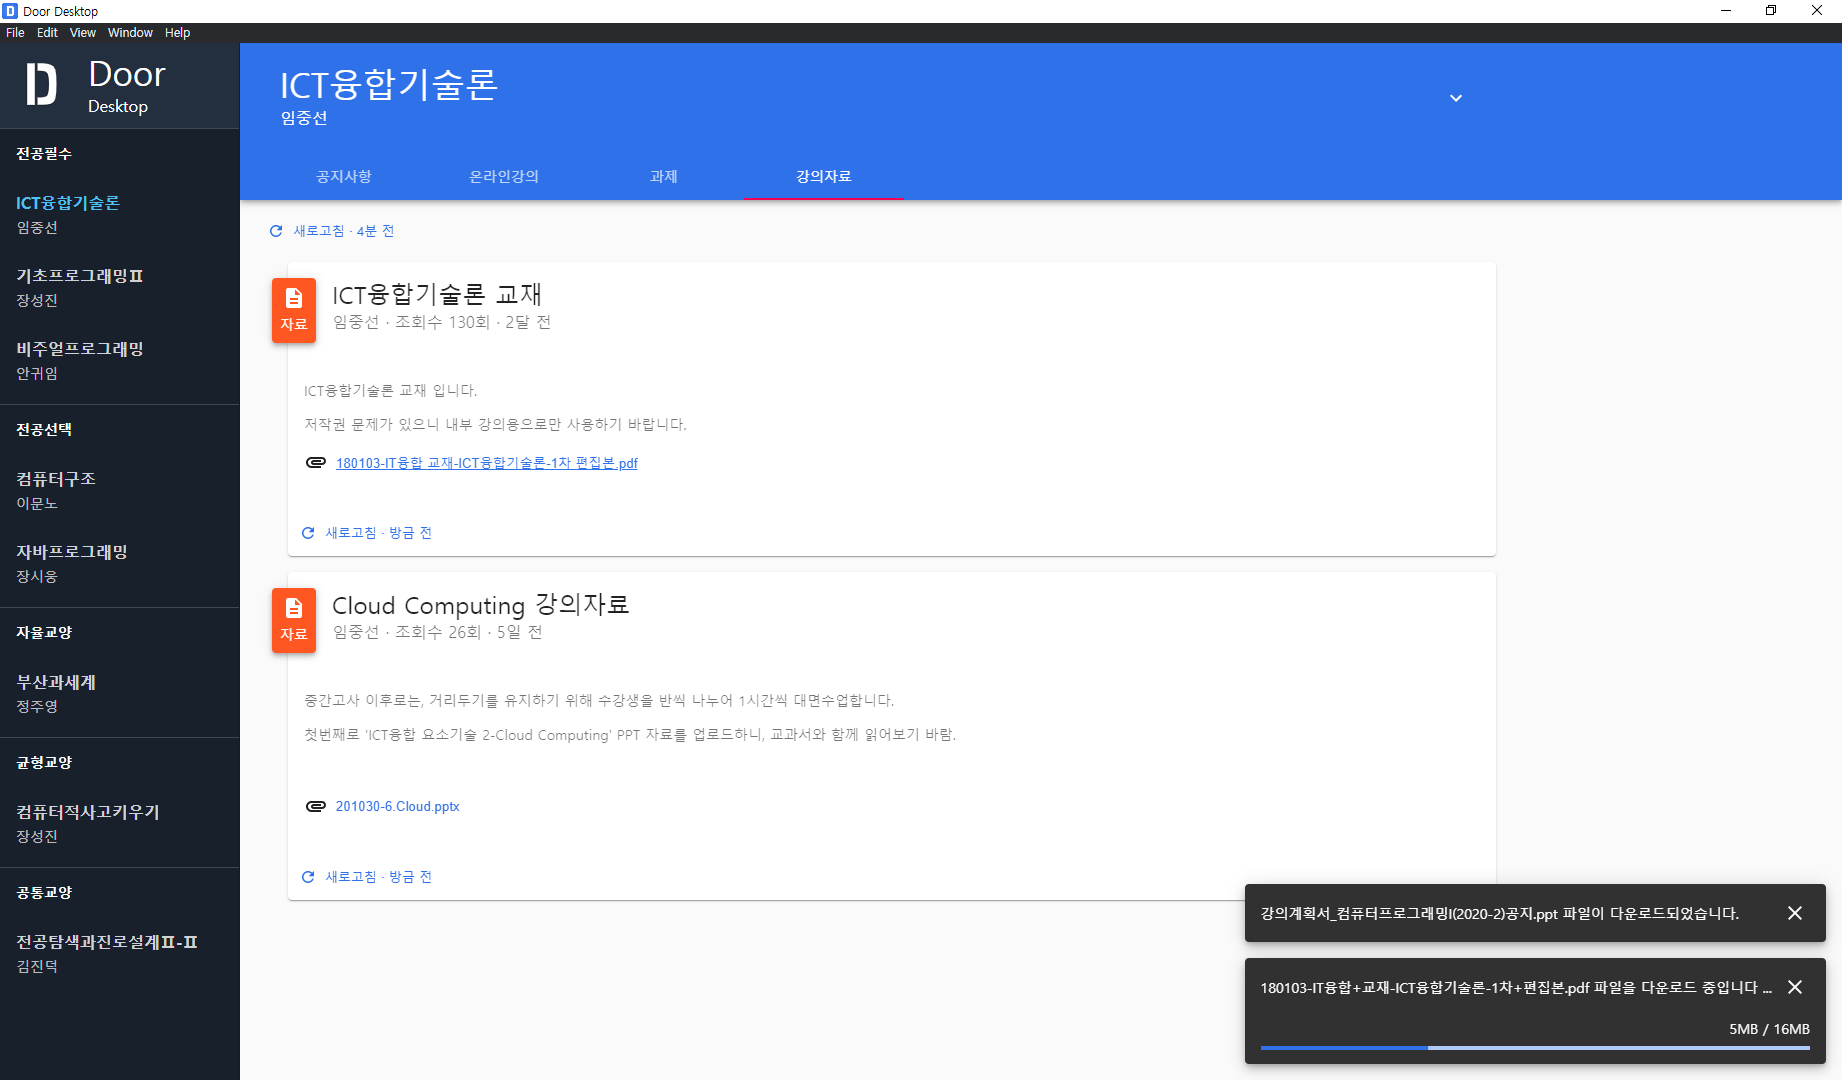 Door Desktop
File Edit View Window Help
Door
Desktop
전공필수
ICT융합기술론
임중선
기초프로그래밍Ⅱ
장성진
비주얼프로그래밍
안귀임
전공선택
컴퓨터구조
이문노
자바프로그래밍
장시웅
자율교양
부산과세계
정주영
균형교양
컴퓨터적사고키우기
장성진
공통교양
전공탐색과진로설계Ⅱ-Ⅱ
김진덕
ICT융합기술론
임중선
공지사항 온라인강의 과제 강의자료
새로고침 · 4분 전
자료
ICT융합기술론 교재
임중선 · 조회수 130회 · 2달 전
ICT융합기술론 교재 입니다.
저작권 문제가 있으니 내부 강의용으로만 사용하기 바랍니다.
180103-IT융합 교재-ICT융합기술론-1차 편집본.pdf
새로고침 · 방금 전
자료
Cloud Computing 강의자료
임중선 · 조회수 26회 · 5일 전
중간고사 이후로는, 거리두기를 유지하기 위해 수강생을 반씩 나누어 1시간씩 대면수업합니다.
첫번째로 'ICT융합 요소기술 2-Cloud Computing' PPT 자료를 업로드하니, 교과서와 함께 읽어보기 바람.
201030-6.Cloud.pptx
새로고침 · 방금 전
강의계획서_컴퓨터프로그래밍I(2020-2)공지.ppt 파일이 다운로드되었습니다.
180103-IT융합+교재-ICT융합기술론-1차+편집본.pdf 파일을 다운로드 중입니다 ...
5MB / 16MB